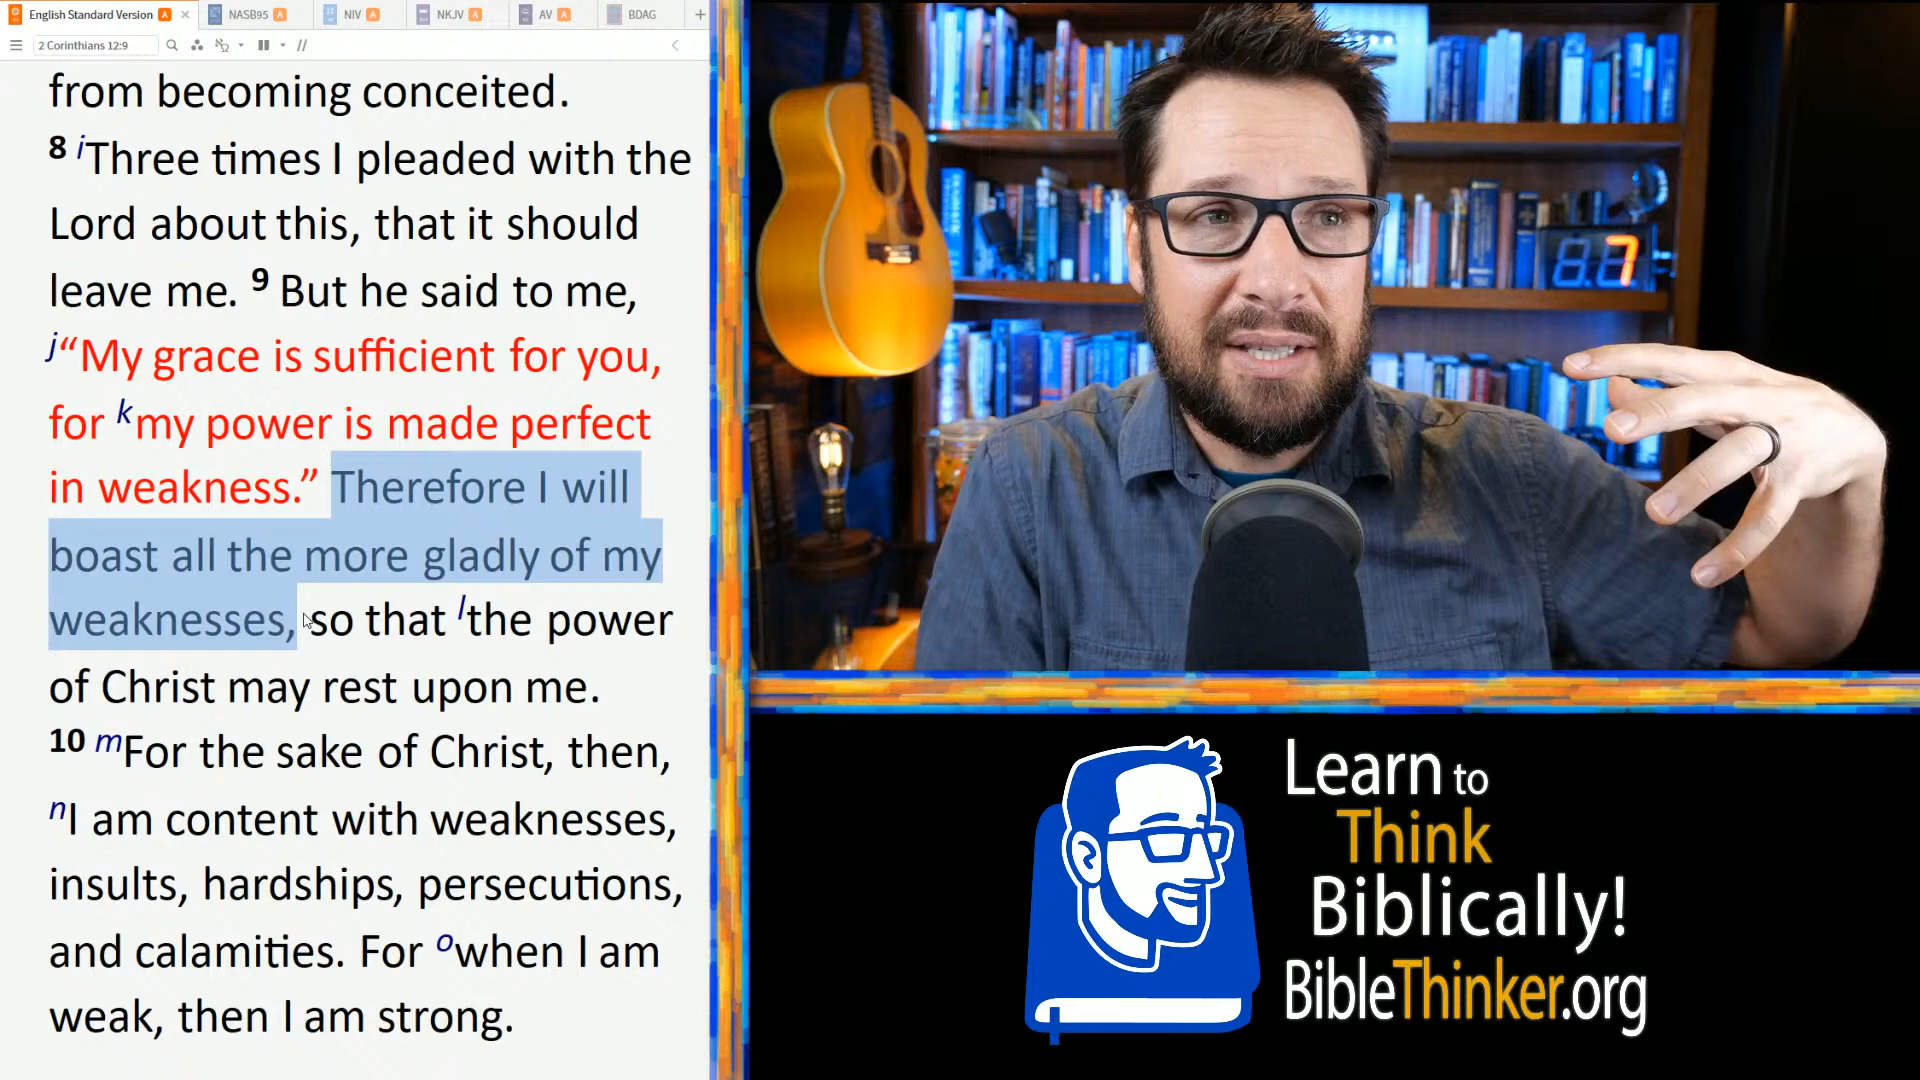 English Standard Version A
NASB95 A
NIV A
NKJV A
AV A
BDAG
2 Corinthians 12:9
from becoming conceited.
8 iThree times I pleaded with the
Lord about this, that it should
leave me. 9 But he said to me,
j“My grace is sufficient for you,
for kmy power is made perfect
in weakness.” Therefore I will
boast all the more gladly of my
weaknesses, so that lthe power
of Christ may rest upon me.
10 mFor the sake of Christ, then,
nI am content with weaknesses,
insults, hardships, persecutions,
and calamities. For owhen I am
weak, then I am strong.
7
Learn to
Think
Biblically!
BibleThinker.org